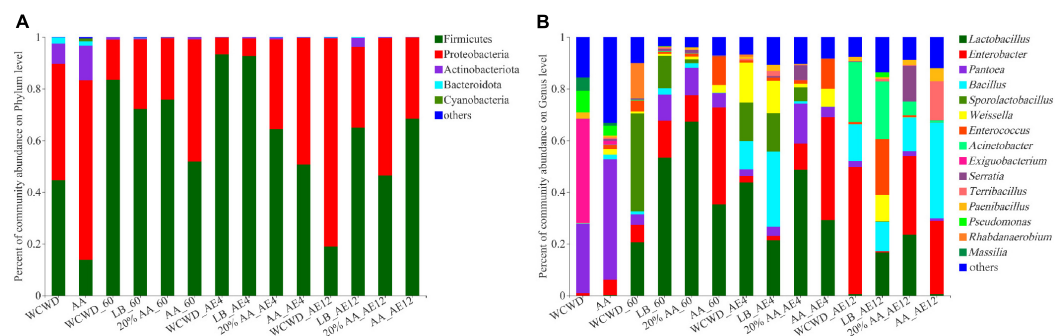 A
Percent of community abundance on Phylum level
1
0.8
0.6
0.4
0.2
0
WCWD
AA
WCWD_60
LB_60
20% AA_60
AA_60
WCWD_AE4
LB_AE4
20% AA_AE4
AA_AE4
WCWD_AE12
LB_AE12
20% AA_AE12
AA_AE12
Firmicutes
Proteobacteria
Actinobacteriota
Bacteroidota
Cyanobacteria
others
B
Percent of community abundance on Genus level
1
0.8
0.6
0.4
0.2
0
WCWD
AA
WCWD_60
LB_60
20% AA_60
AA_60
WCWD_AE4
LB_AE4
20% AA_AE4
AA_AE4
WCWD_AE12
LB_AE12
20% AA_AE12
AA_AE12
Lactobacillus
Enterobacter
Pantoea
Bacillus
Sporolactobacillus
Weissella
Enterococcus
Acinctobacter
Exiguobacterium
Serratia
Terribacillus
Paenibacillus
Pseudomonas
Rhabdanaerobium
Massilia
others